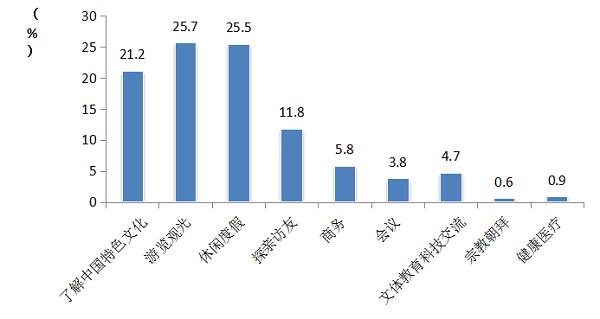 （%）
30
25
20
15
10
5
0
21.2
25.7
25.5
11.8
5.8
3.8
4.7
0.6
0.9
了解中国特色文化
游览观光
休闲度假
探亲访友
商务
会议
文体教育科技交流
宗教朝拜
健康医疗